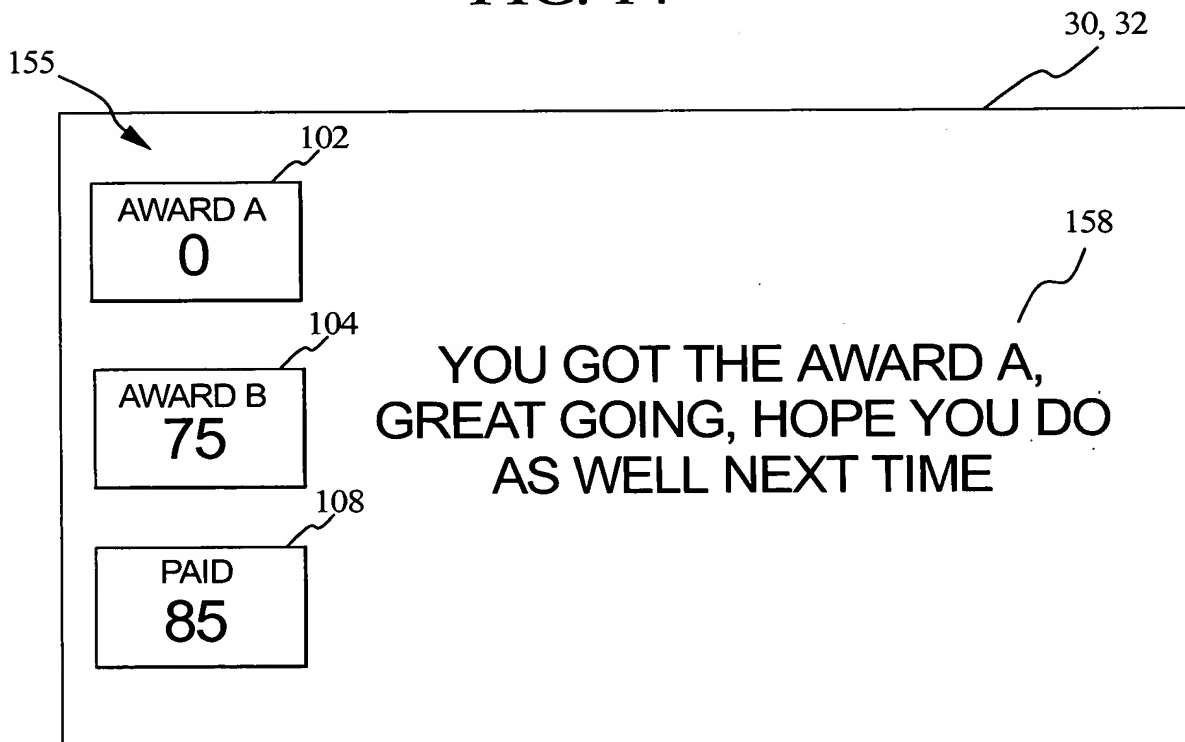 30, 32
155
102
AWARD A
0
158
104
AWARD B
75
YOU GOT THE AWARD A,
GREAT GOING, HOPE YOU DO
AS WELL NEXT TIME
108
PAID
85